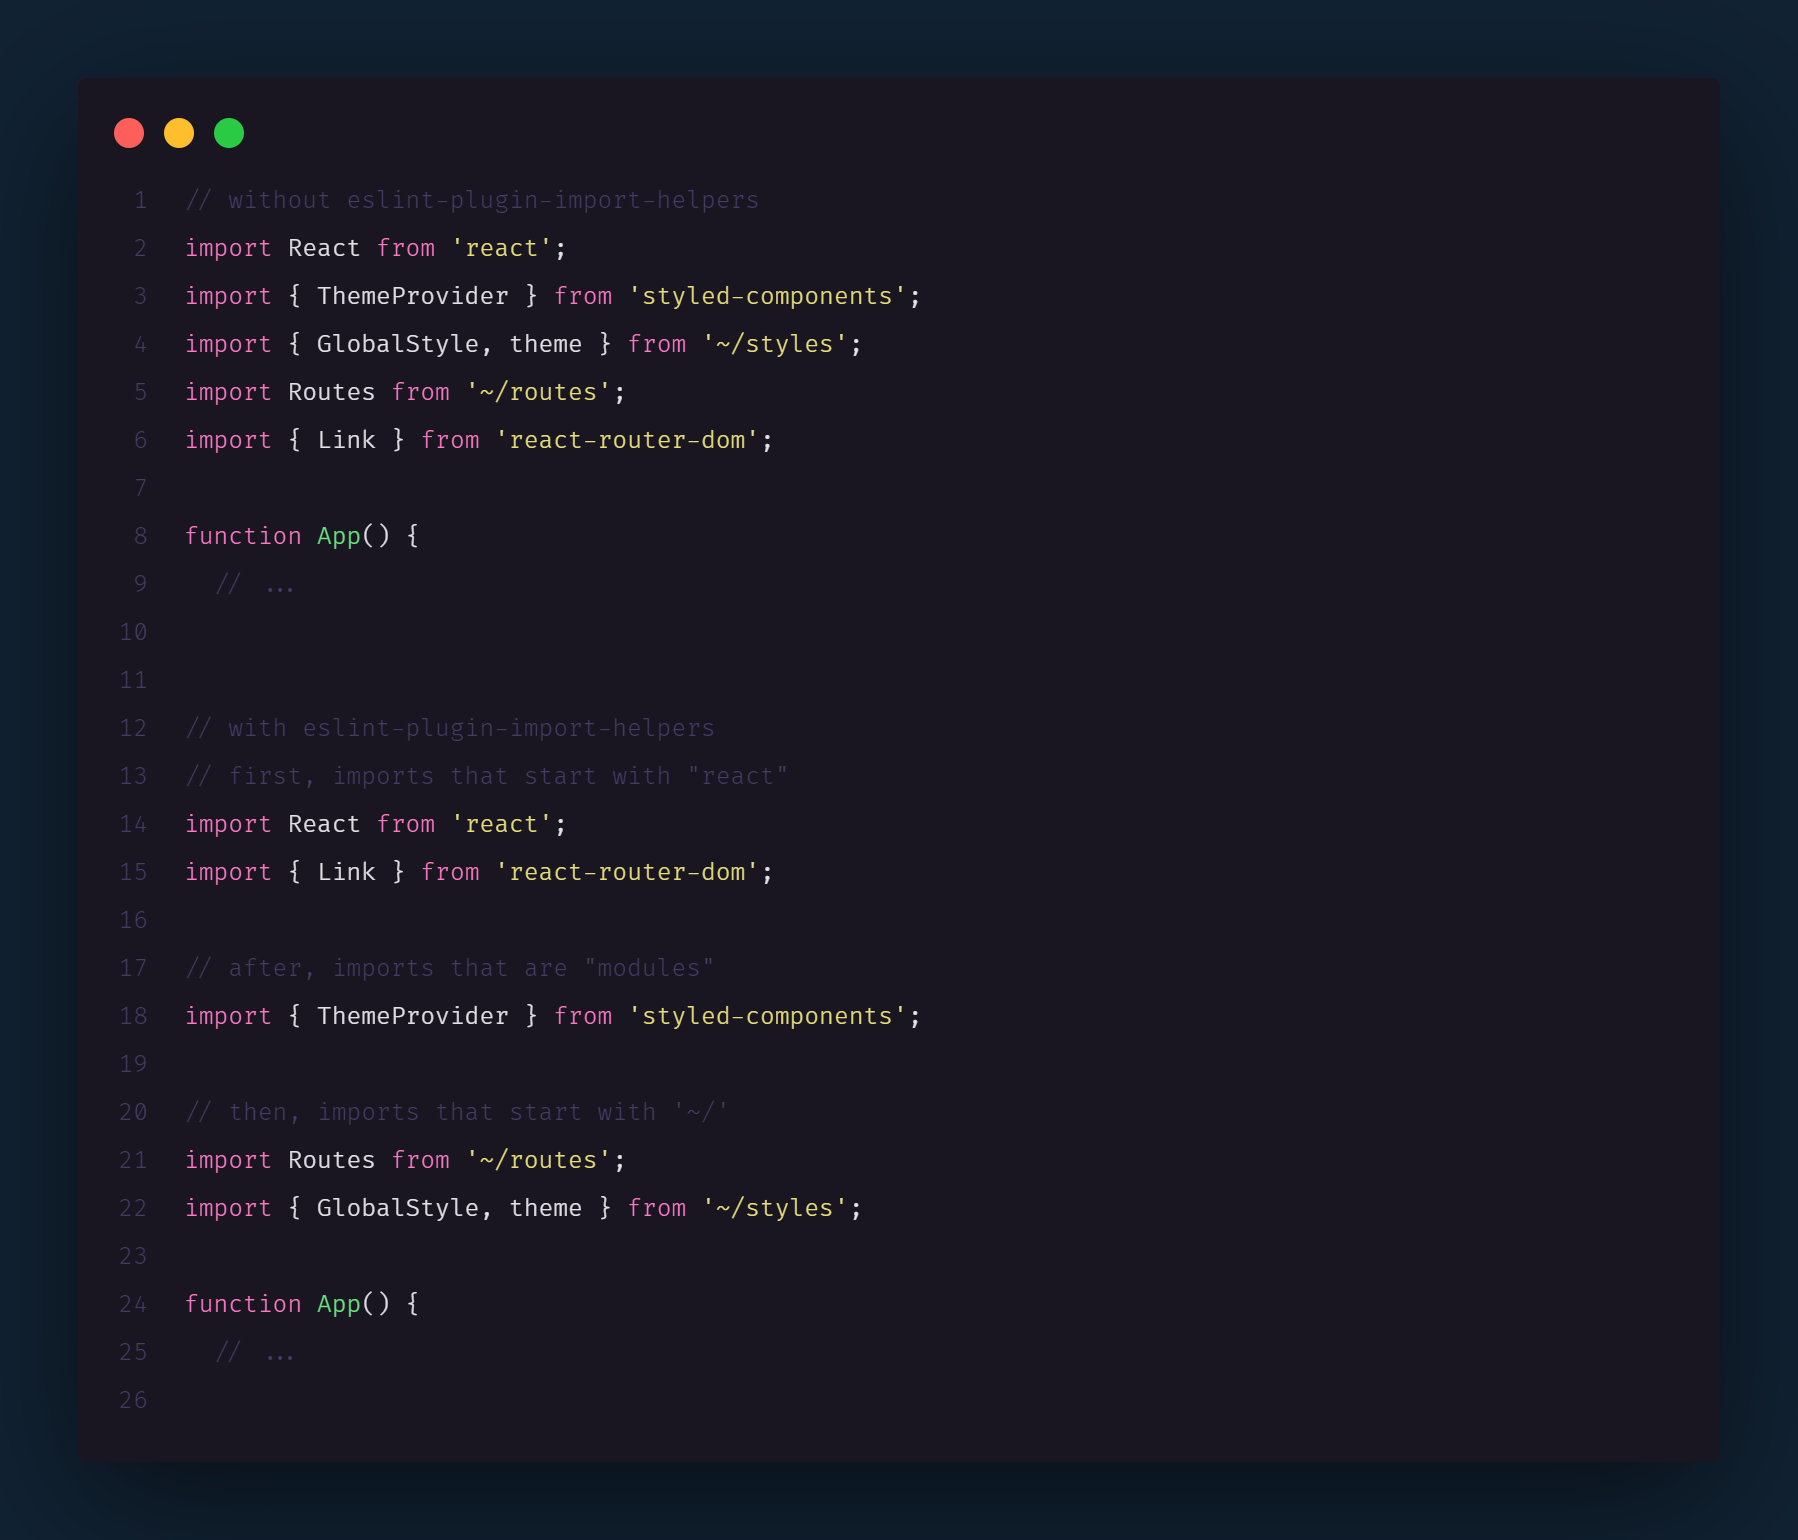 1 // without eslint-plugin-import-helpers
2 import React from 'react';
3 import { ThemeProvider } from 'styled-components';
4 import { GlobalStyle, theme } from '~/styles';
5 import Routes from '~/routes';
6 import { Link } from 'react-router-dom';
7
8 function App() {
9   // ...
10
11
12 // with eslint-plugin-import-helpers
13 // first, imports that start with "react"
14 import React from 'react';
15 import { Link } from 'react-router-dom';
16
17 // after, imports that are "modules"
18 import { ThemeProvider } from 'styled-components';
19
20 // then, imports that start with '~/'
21 import Routes from '~/routes';
22 import { GlobalStyle, theme } from '~/styles';
23
24 function App() {
25   // ...
26